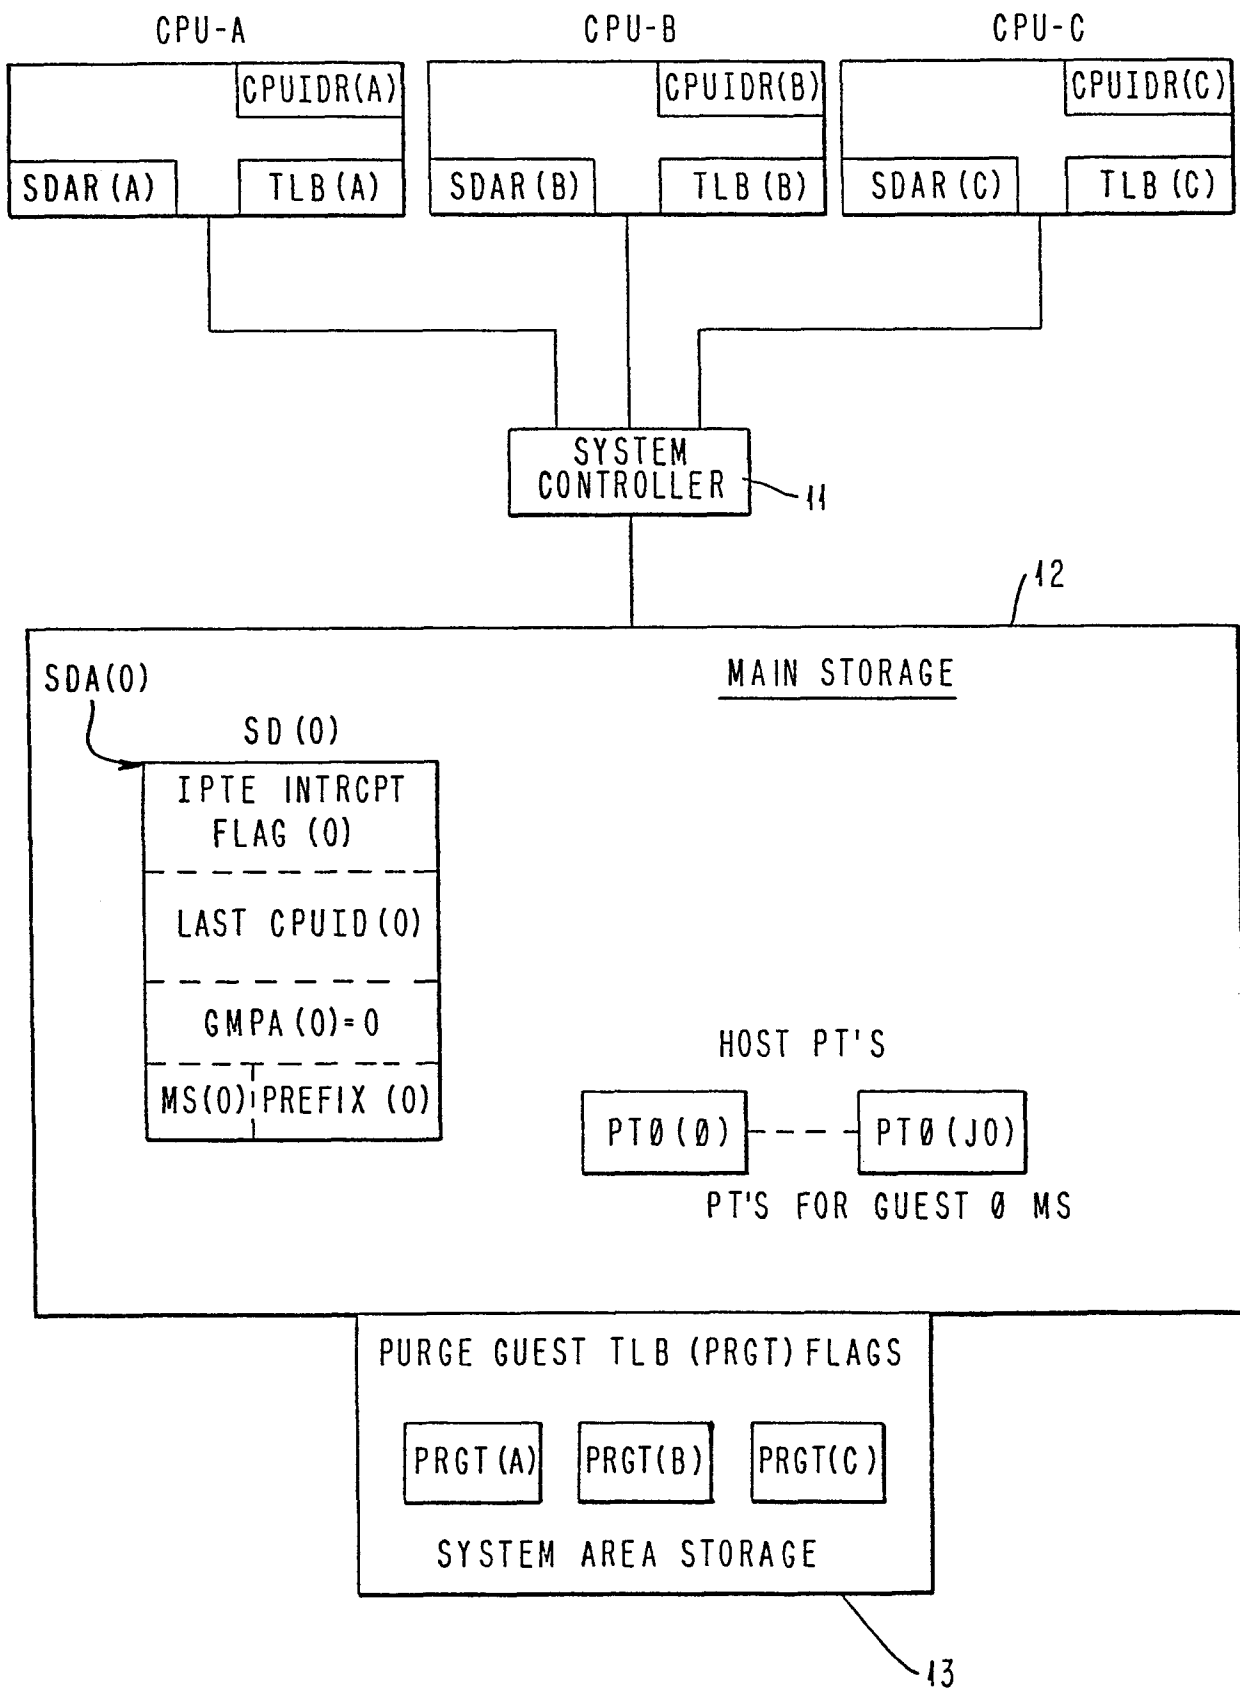 CPU-A
CPU-B
CPU-C
CPUIDR(A)
CPUIDR(B)
CPUIDR(C)
SDAR(A)
TLB(A)
SDAR(B)
TLB(B)
SDAR(C)
TLB(C)
SYSTEM
CONTROLLER
11
12
SDA(0)
MAIN STORAGE
SD(0)
IPTE INTRCPT
FLAG (0)
LAST CPUID(0)
GMPA(0)=0
MS(0) PREFIX (0)
HOST PT'S
PTØ(Ø)
PTØ(J0)
PT'S FOR GUEST Ø MS
PURGE GUEST TLB (PRGT) FLAGS
PRGT(A)
PRGT(B)
PRGT(C)
SYSTEM AREA STORAGE
13